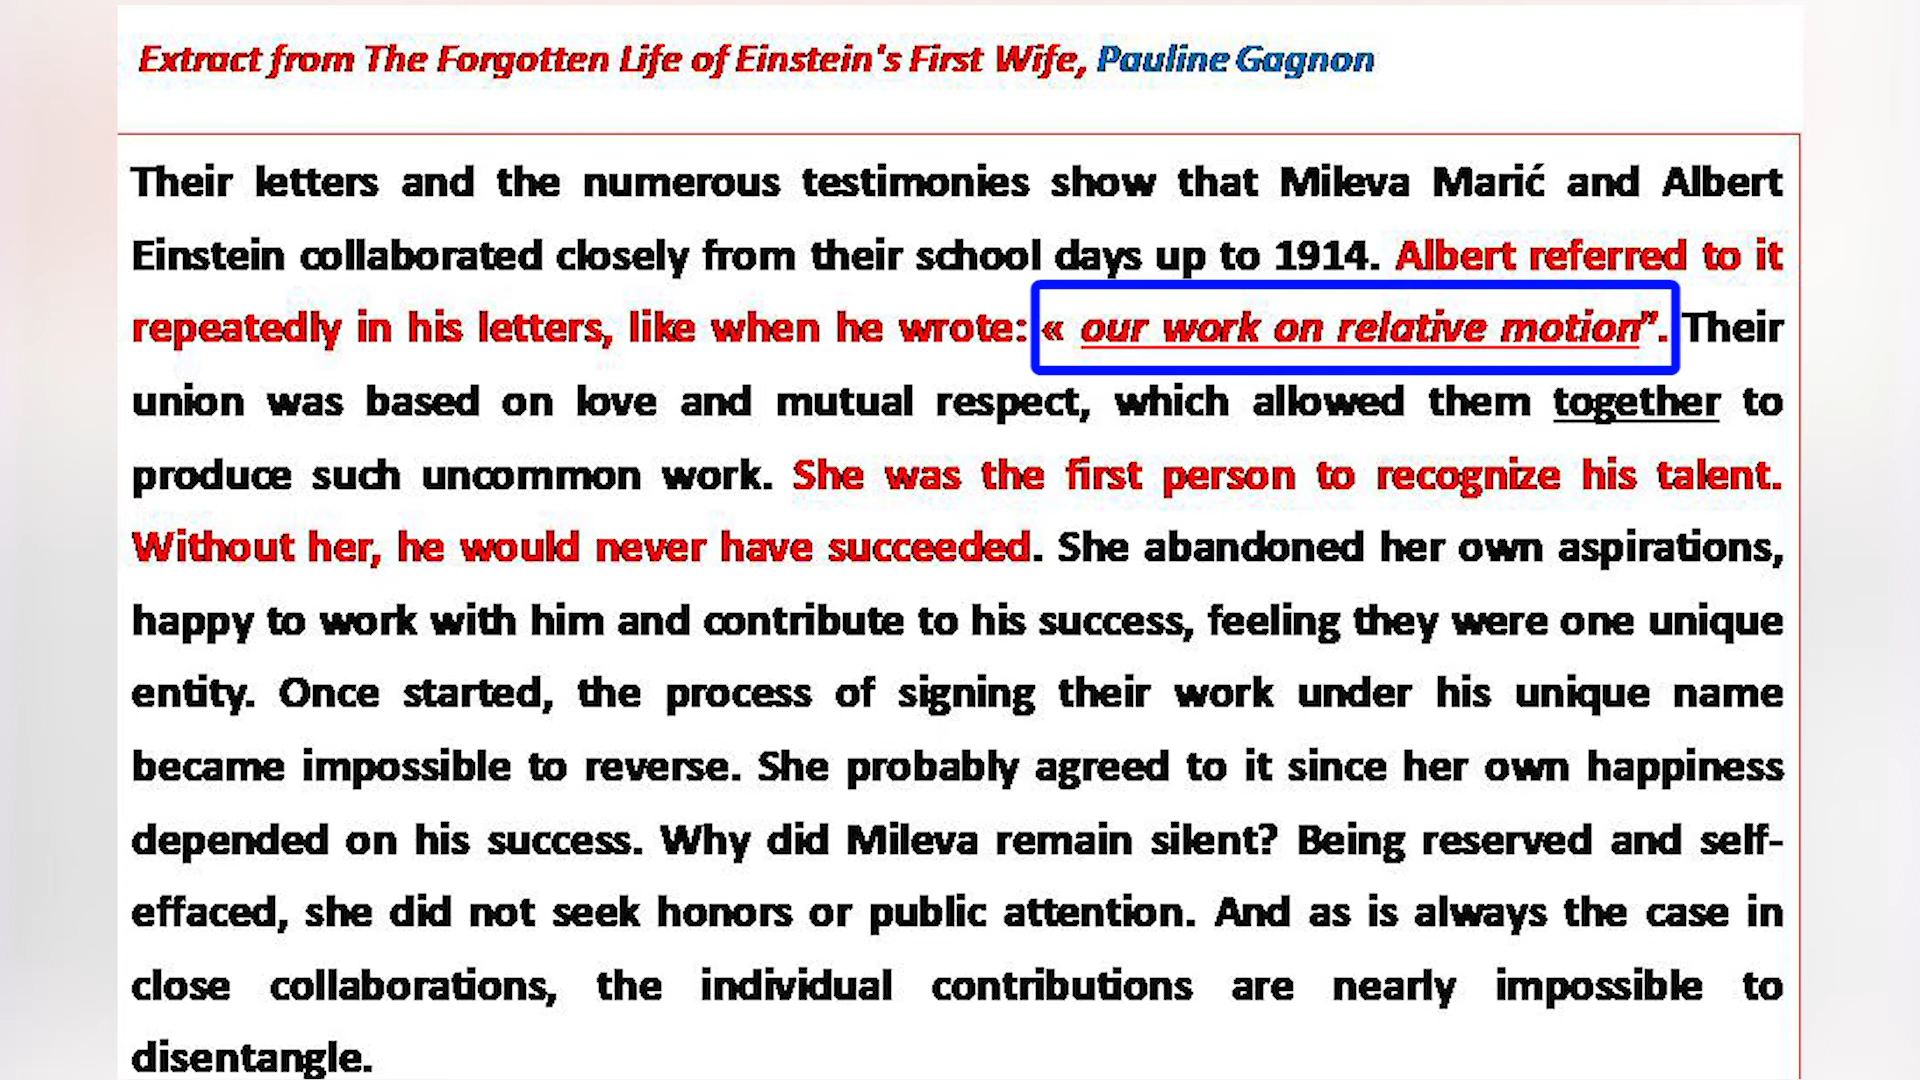 Extract from The Forgotten Life of Einstein's First Wife, Pauline Gagnon
Their letters and the numerous testimonies show that Mileva Marić and Albert
Einstein collaborated closely from their school days up to 1914. Albert referred to it
repeatedly in his letters, like when he wrote: « our work on relative motion”. Their
union was based on love and mutual respect, which allowed them together to
produce such uncommon work. She was the first person to recognize his talent.
Without her, he would never have succeeded. She abandoned her own aspirations,
happy to work with him and contribute to his success, feeling they were one unique
entity. Once started, the process of signing their work under his unique name
became impossible to reverse. She probably agreed to it since her own happiness
depended on his success. Why did Mileva remain silent? Being reserved and self-
effaced, she did not seek honors or public attention. And as is always the case in
close collaborations, the individual contributions are nearly impossible to
disentangle.